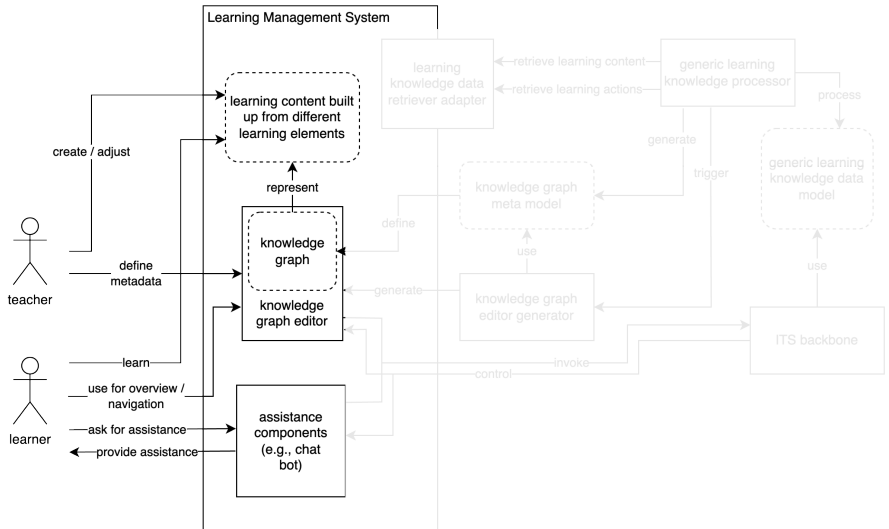 Learning Management System
learning content built
up from different
learning elements
create / adjust
represent
knowledge
graph
knowledge
graph editor
teacher
define
metadata
learn
use for overview /
navigation
learner
ask for assistance
provide assistance
assistance
components
(e.g., chat
bot)
learning
knowledge data
retriever adapter
retrieve learning content
retrieve learning actions
generic learning
knowledge processor
process
generate
trigger
generic learning
knowledge data
model
knowledge graph
meta model
define
use
generate
knowledge graph
editor generator
use
ITS backbone
invoke
control